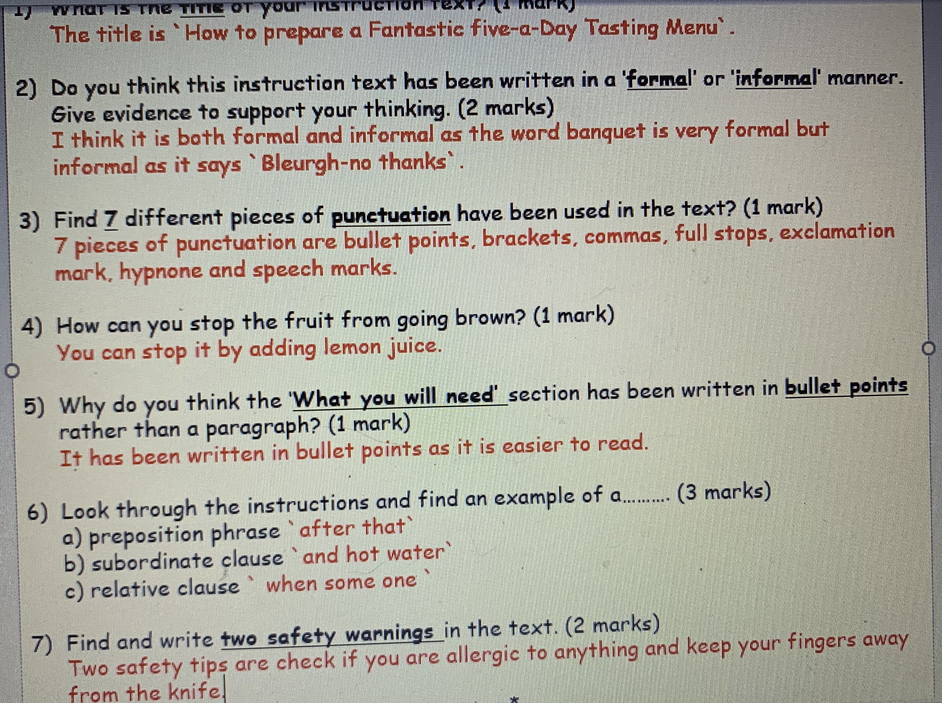 1) What is the title of your instruction text? (1 mark)
The title is `How to prepare a Fantastic five-a-Day Tasting Menu`.
2) Do you think this instruction text has been written in a 'formal' or 'informal' manner.
Give evidence to support your thinking. (2 marks)
I think it is both formal and informal as the word banquet is very formal but
informal as it says `Bleurgh-no thanks`.
3) Find 7 different pieces of punctuation have been used in the text? (1 mark)
7 pieces of punctuation are bullet points, brackets, commas, full stops, exclamation
mark, hypnone and speech marks.
4) How can you stop the fruit from going brown? (1 mark)
You can stop it by adding lemon juice.
5) Why do you think the 'What you will need' section has been written in bullet points
rather than a paragraph? (1 mark)
It has been written in bullet points as it is easier to read.
6) Look through the instructions and find an example of a.......... (3 marks)
a) preposition phrase `after that`
b) subordinate clause `and hot water`
c) relative clause ` when some one `
7) Find and write two safety warnings in the text. (2 marks)
Two safety tips are check if you are allergic to anything and keep your fingers away
from the knife.